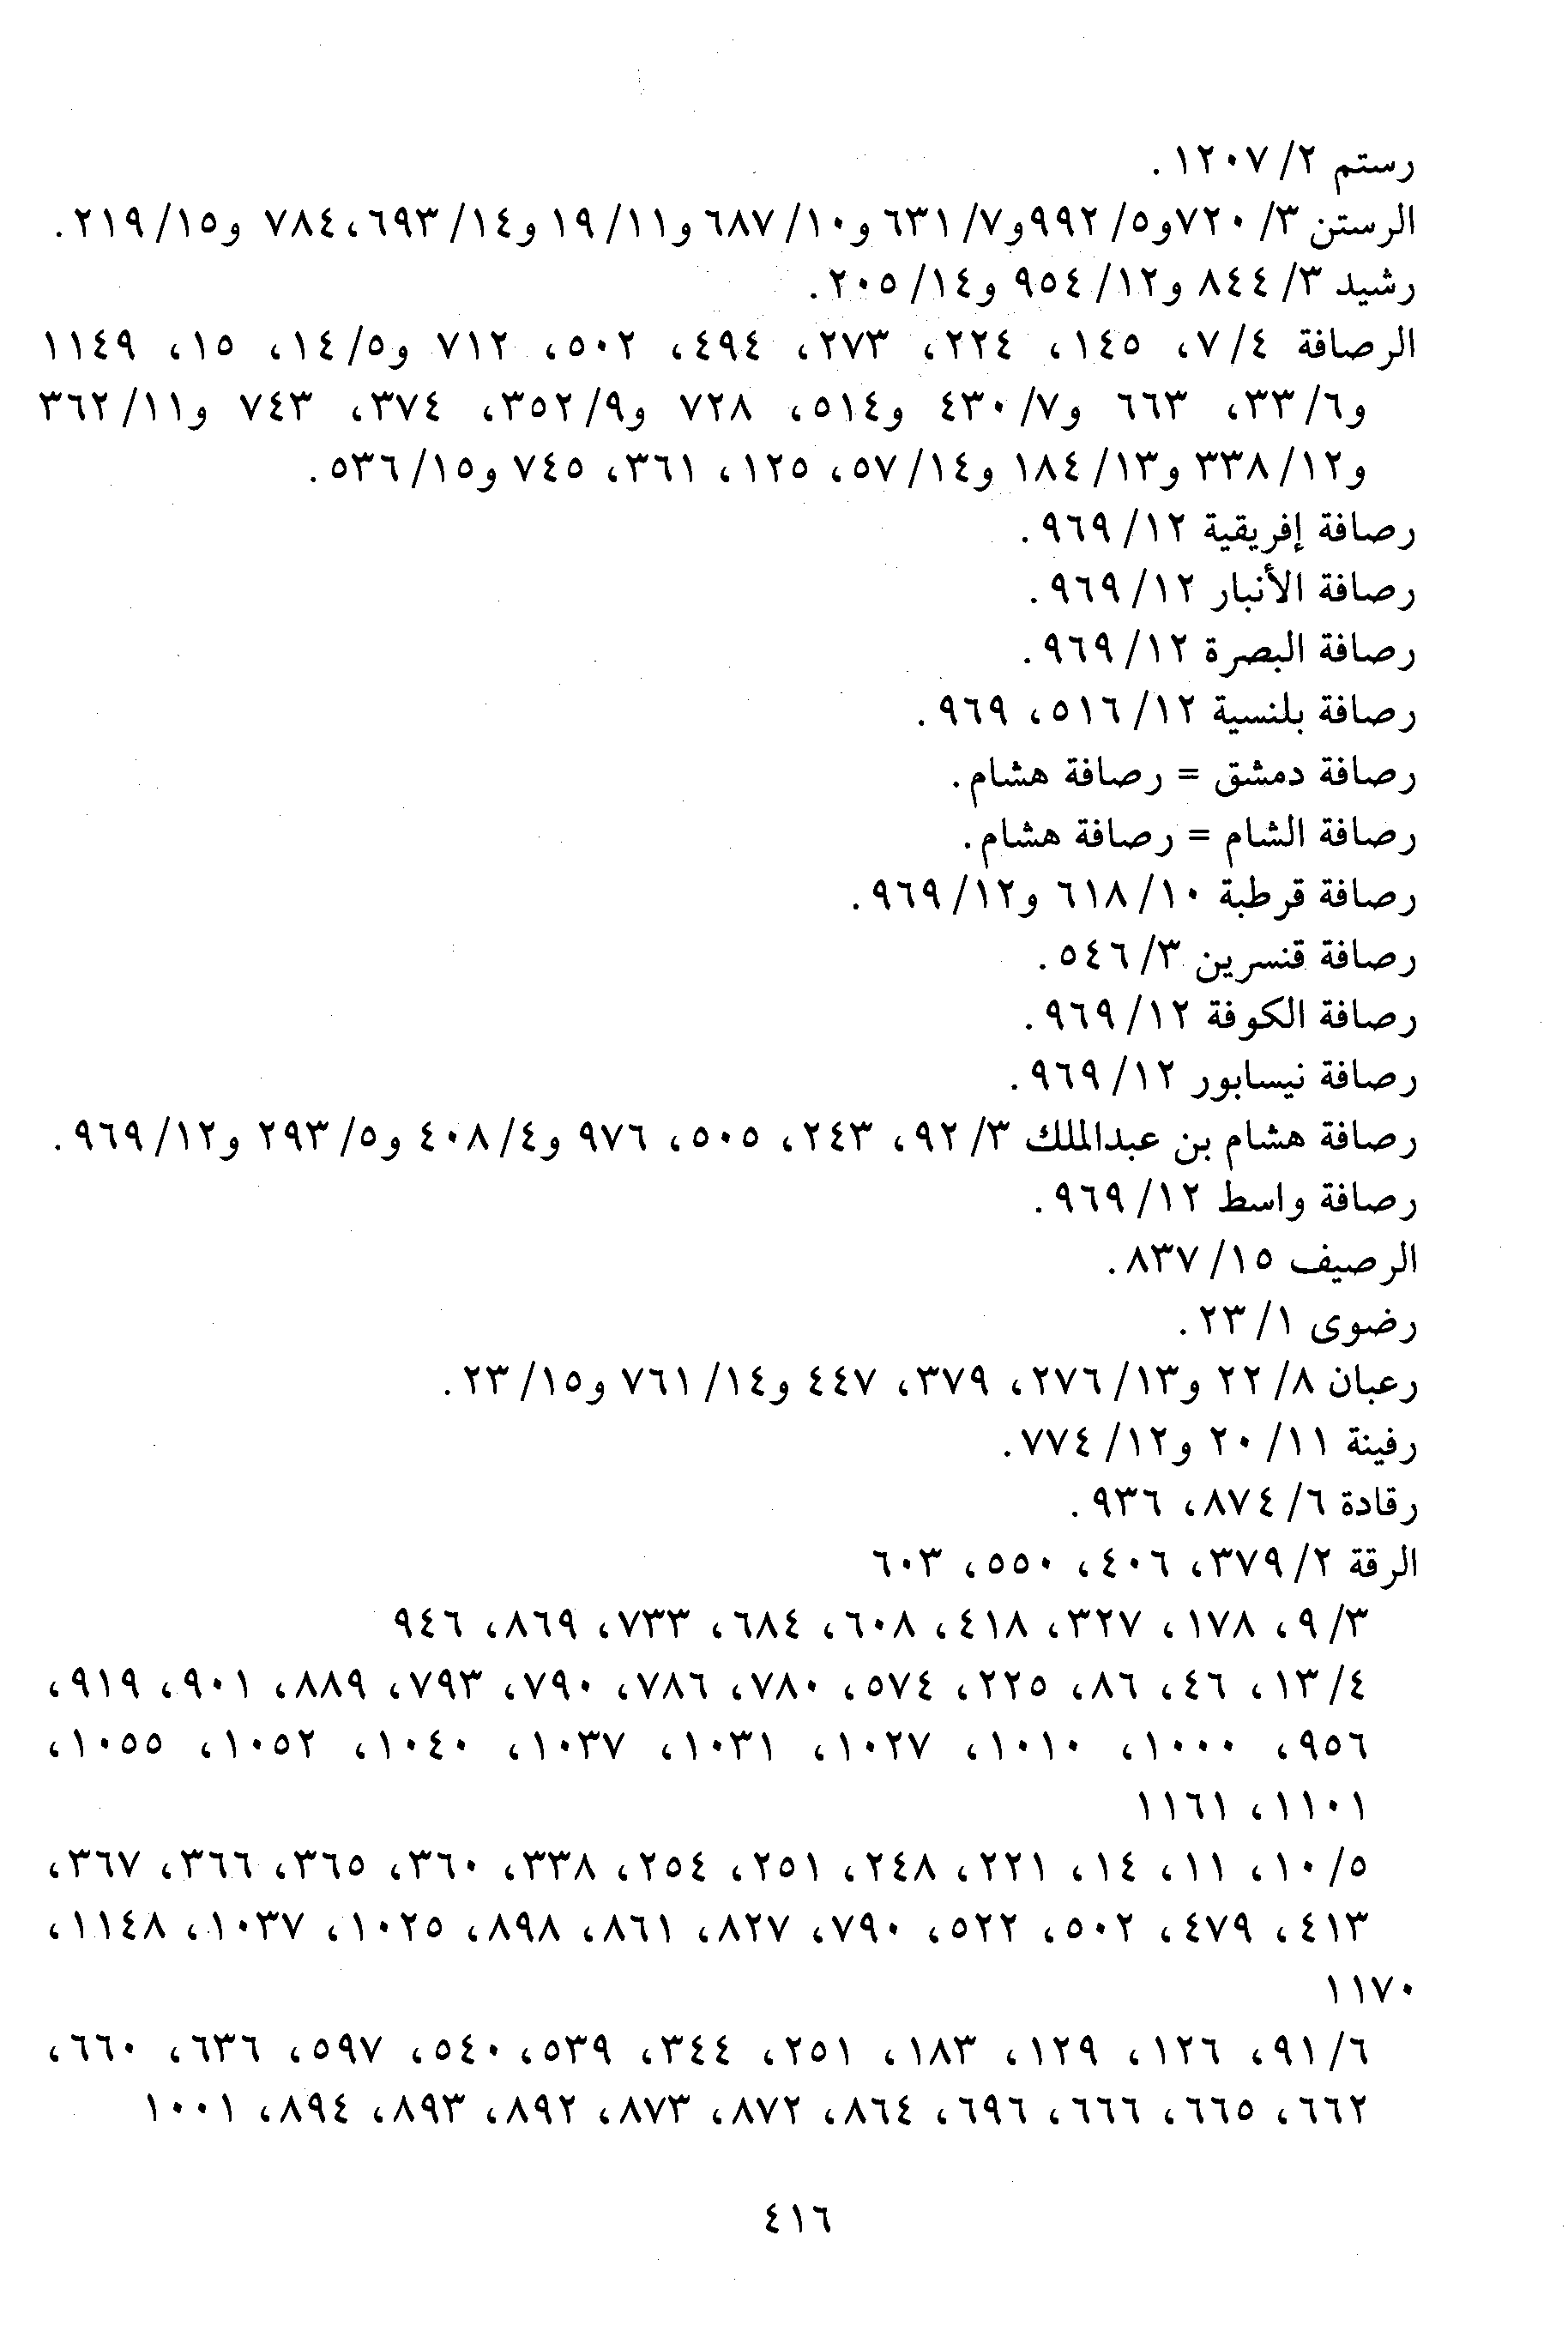 رستم ٢/ ١٢٠٧.
الرستن ٣/ ٧٢٠ و٥/ ٩٩٢ و٧/ ٦٣١ و١٠/ ٦٨٧ و١١/ ١٩ و١٤/ ٦٩٣، ٧٨٤ و١٥/ ٢١٩.
رشيد ٣/ ٨٤٤ و١٢/ ٩٥٤ و١٤/ ٢٠٥.
الرصافة ٤/ ٧، ١٤٥، ٢٢٤، ٢٧٣، ٤٩٤، ٥٠٢، ٧١٢ و٥/ ١٤، ١٥، ١١٤٩
و٦/ ٣٣، ٦٦٣ و٧/ ٤٣٠ و٥١٤، ٧٢٨ و٩/ ٣٥٢، ٣٧٤، ٧٤٣ و١١/ ٣٦٢
و١٢/ ٣٣٨ و١٣/ ١٨٤ و١٤/ ٥٧، ١٢٥، ٣٦١، ٧٤٥ و١٥/ ٥٣٦.
رصافة إفريقية ١٢/ ٩٦٩.
رصافة الأنبار ١٢/ ٩٦٩.
رصافة البصرة ١٢/ ٩٦٩.
رصافة بلنسية ١٢/ ٥١٦، ٩٦٩.
رصافة دمشق = رصافة هشام.
رصافة الشام = رصافة هشام.
رصافة قرطبة ١٠/ ٦١٨ و١٢/ ٩٦٩.
رصافة قنسرين ٣/ ٥٤٦.
رصافة الكوفة ١٢/ ٩٦٩.
رصافة نيسابور ١٢/ ٩٦٩.
رصافة هشام بن عبدالملك ٣/ ٩٢، ٢٤٣، ٥٠٥، ٩٧٦ و٤/ ٤٠٨ و٥/ ٢٩٣ و١٢/ ٩٦٩.
رصافة واسط ١٢/ ٩٦٩.
الرصيف ١٥/ ٨٣٧.
رضوى ١/ ٢٣.
رعبان ٨/ ٢٢ و١٣/ ٢٧٦، ٣٧٩، ٤٤٧ و١٤/ ٧٦١ و١٥/ ٢٣.
رفينة ١١/ ٢٠ و١٢/ ٧٧٤.
رقادة ٦/ ٨٧٤، ٩٣٦.
الرقة ٢/ ٣٧٩، ٤٠٦، ٥٥٠، ٦٠٣
٣/ ٩، ١٧٨، ٣٢٧، ٤١٨، ٦٠٨، ٦٨٤، ٧٣٣، ٨٦٩، ٩٤٦
٤/ ١٣، ٤٦، ٨٦، ٢٢٥، ٥٧٤، ٧٨٠، ٧٨٦، ٧٩٠، ٧٩٣، ٨٨٩، ٩٠١، ٩١٩،
٩٥٦، ١٠٠٠، ١٠١٠، ١٠٢٧، ١٠٣١، ١٠٣٧، ١٠٤٠، ١٠٥٢، ١٠٥٥،
١١٠١، ١١٦١
٥/ ١٠، ١١، ١٤، ٢٢١، ٢٤٨، ٢٥١، ٢٥٤، ٣٣٨، ٣٦٠، ٣٦٥، ٣٦٦، ٣٦٧،
٤١٣، ٤٧٩، ٥٠٢، ٥٢٢، ٧٩٠، ٨٢٧، ٨٦١، ٨٩٨، ١٠٢٥، ١٠٣٧، ١١٤٨،
١١٧٠
٦/ ٩١، ١٢٦، ١٢٩، ١٨٣، ٢٥١، ٣٤٤، ٥٣٩، ٥٤٠، ٥٩٧، ٦٣٦، ٦٦٠،
٦٦٢، ٦٦٥، ٦٦٦، ٦٩٦، ٨٦٤، ٨٧٢، ٨٧٣، ٨٩٢، ٨٩٣، ٨٩٤، ١٠٠١
٤١٦